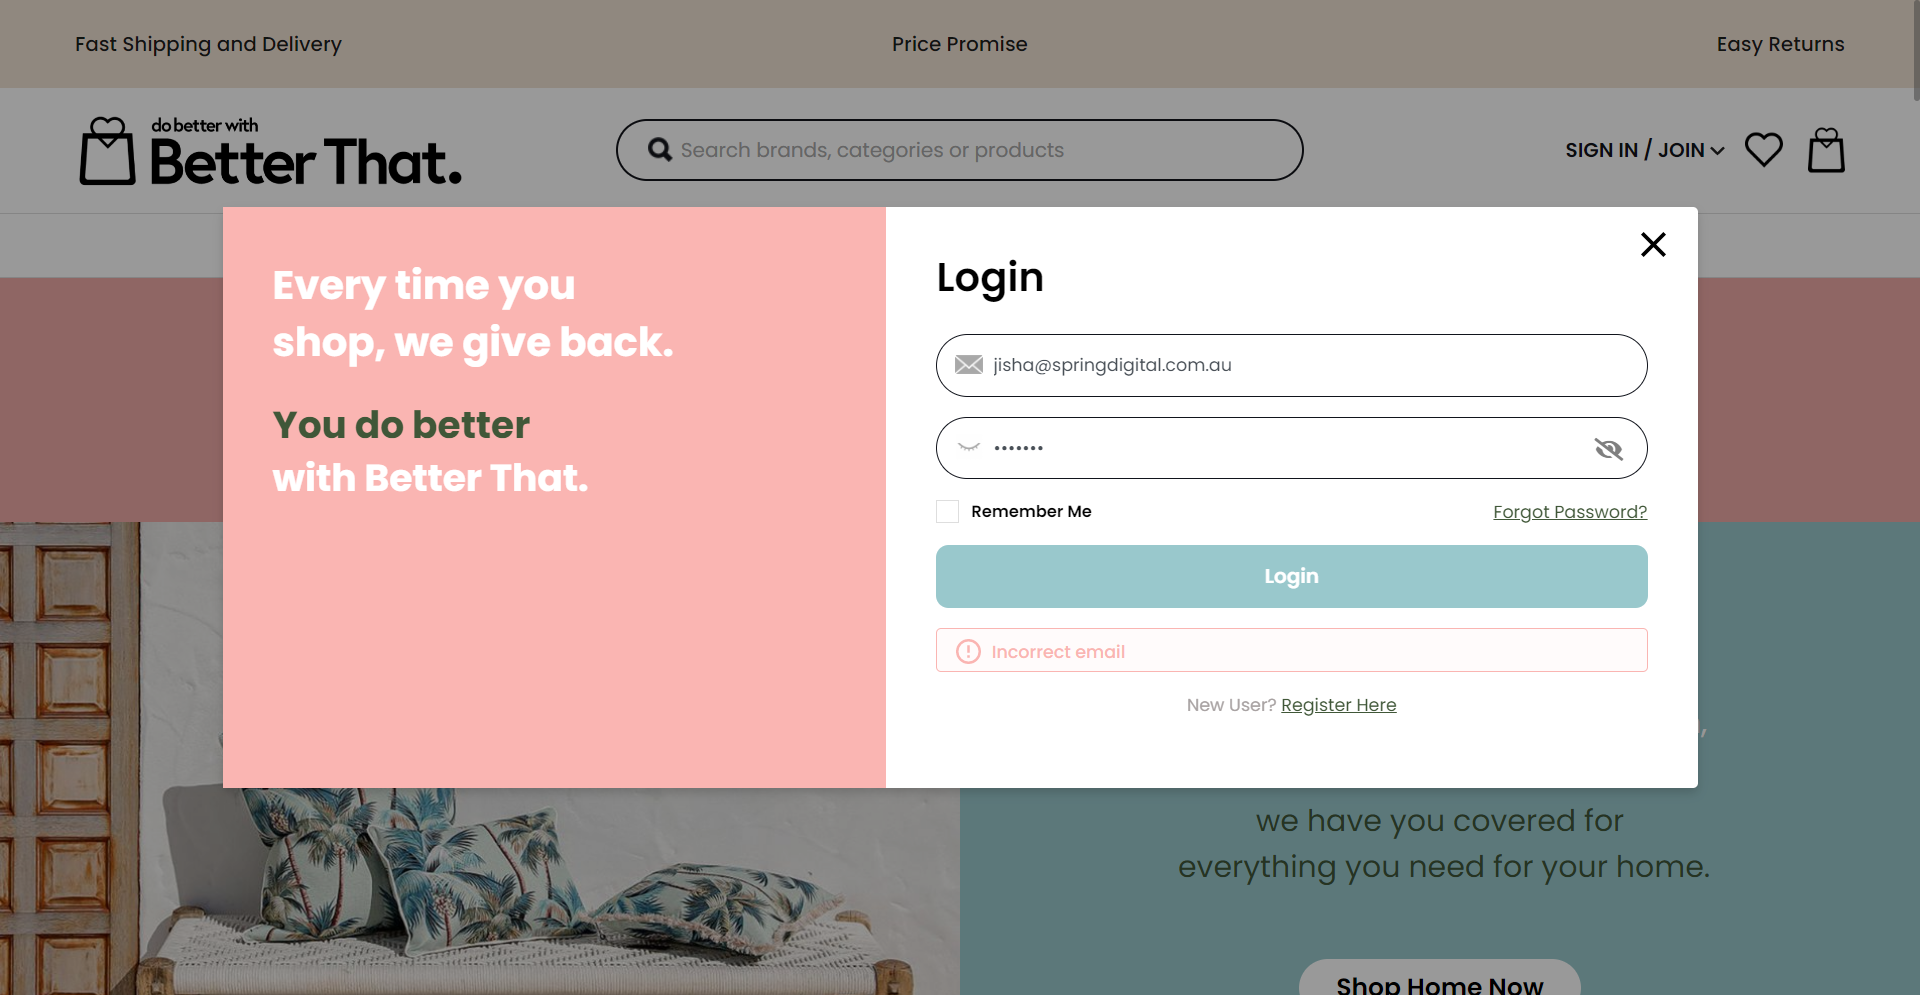 Fast Shipping and Delivery
Price Promise
Easy Returns
do better with
Better That.
Search brands, categories or products
SIGN IN / JOIN
Every time you
shop, we give back.
You do better
with Better That.
Login
jisha@springdigital.com.au
•••••••
Remember Me
Forgot Password?
Login
Incorrect email
New User? Register Here
we have you covered for
everything you need for your home.
Shop Home Now